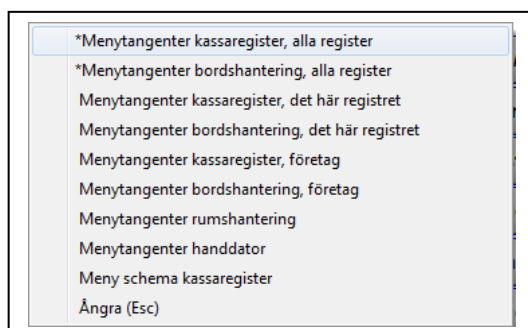 *Menytangenter kassaregister, alla register
*Menytangenter bordshantering, alla register
Menytangenter kassaregister, det här registret
Menytangenter bordshantering, det här registret
Menytangenter kassaregister, företag
Menytangenter bordshantering, företag
Menytangenter rumshantering
Menytangenter handdator
Meny schema kassaregister
Ångra (Esc)